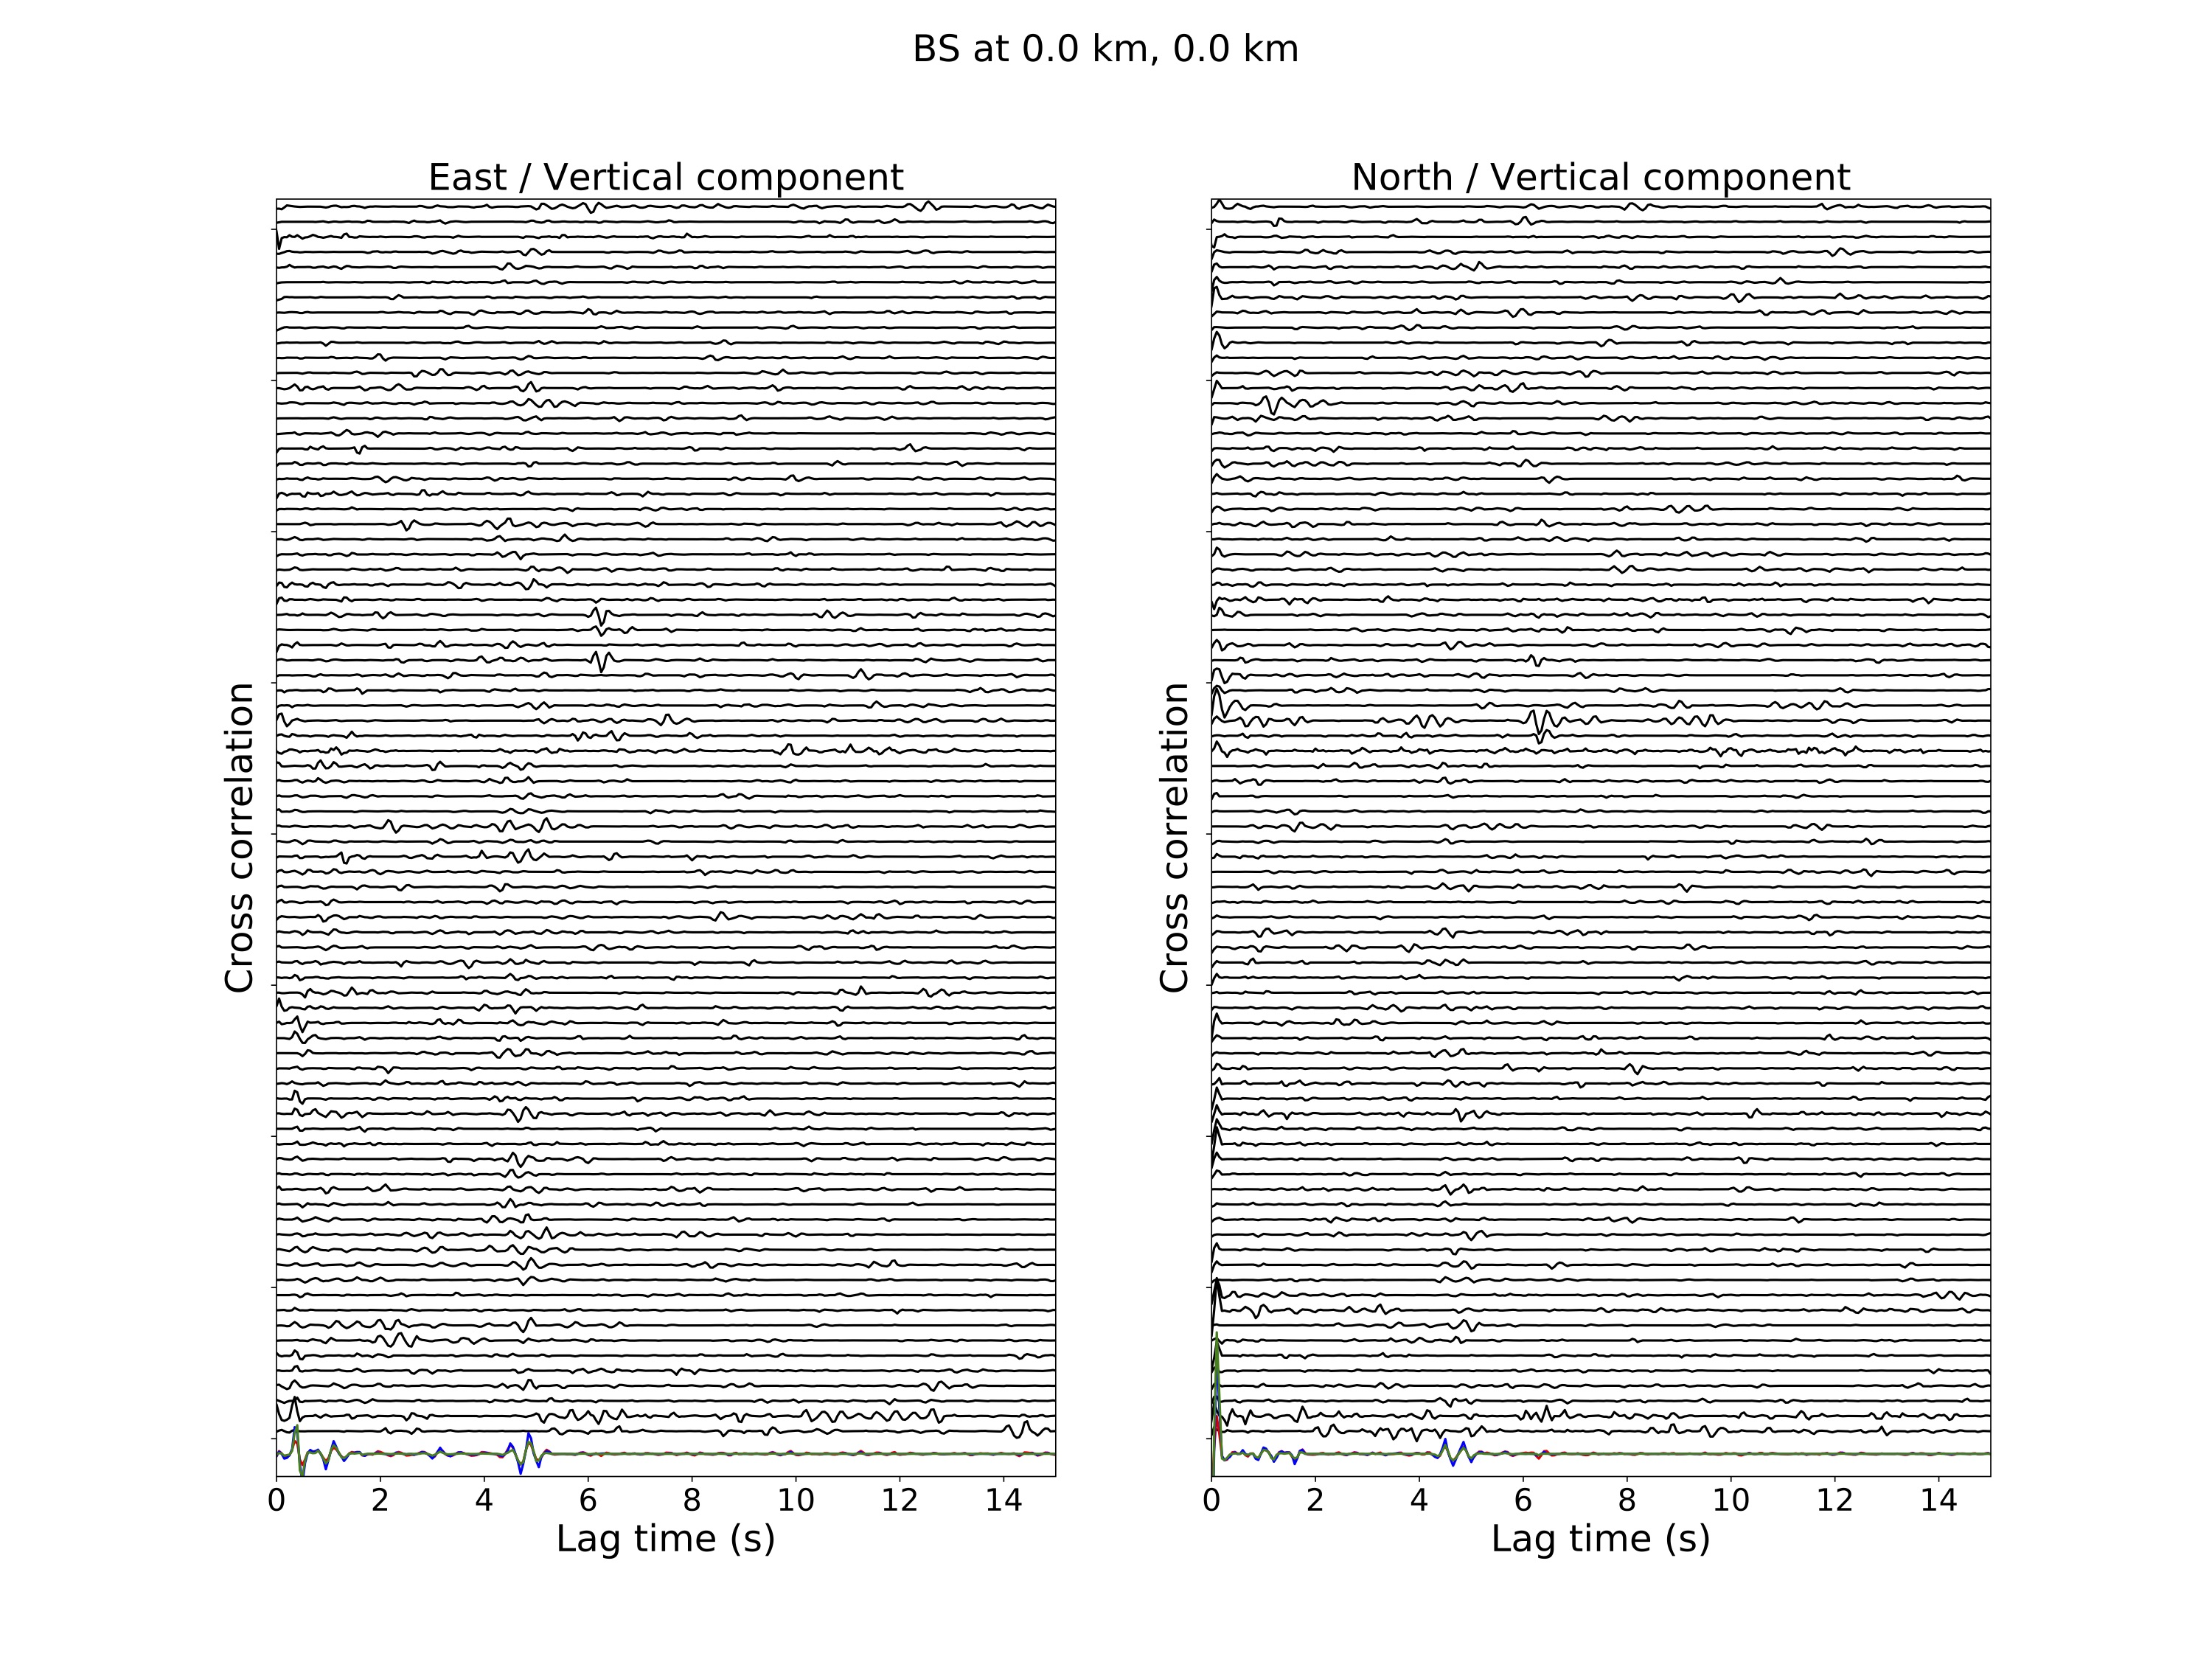 BS at 0.0 km, 0.0 km
East / Vertical component
North / Vertical component
Cross correlation
Cross correlation
0 2 4 6 8 10 12 14
0 2 4 6 8 10 12 14
Lag time (s)
Lag time (s)